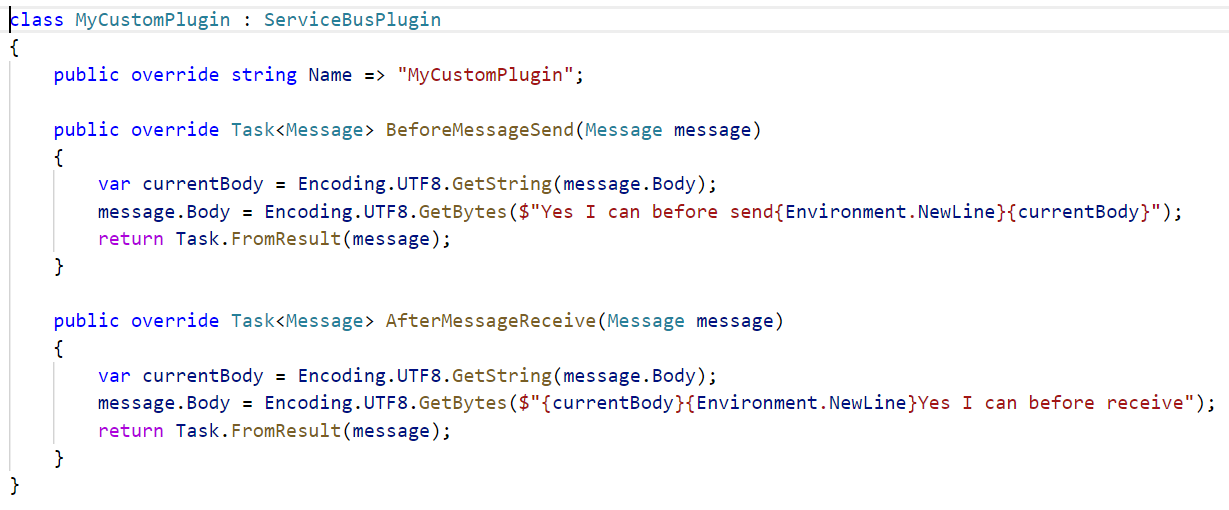 class MyCustomPlugin : ServiceBusPlugin
{
    public override string Name => "MyCustomPlugin";

    public override Task<Message> BeforeMessageSend(Message message)
    {
        var currentBody = Encoding.UTF8.GetString(message.Body);
        message.Body = Encoding.UTF8.GetBytes($"Yes I can before send{Environment.NewLine}{currentBody}");
        return Task.FromResult(message);
    }

    public override Task<Message> AfterMessageReceive(Message message)
    {
        var currentBody = Encoding.UTF8.GetString(message.Body);
        message.Body = Encoding.UTF8.GetBytes($"{currentBody}{Environment.NewLine}Yes I can before receive");
        return Task.FromResult(message);
    }
}